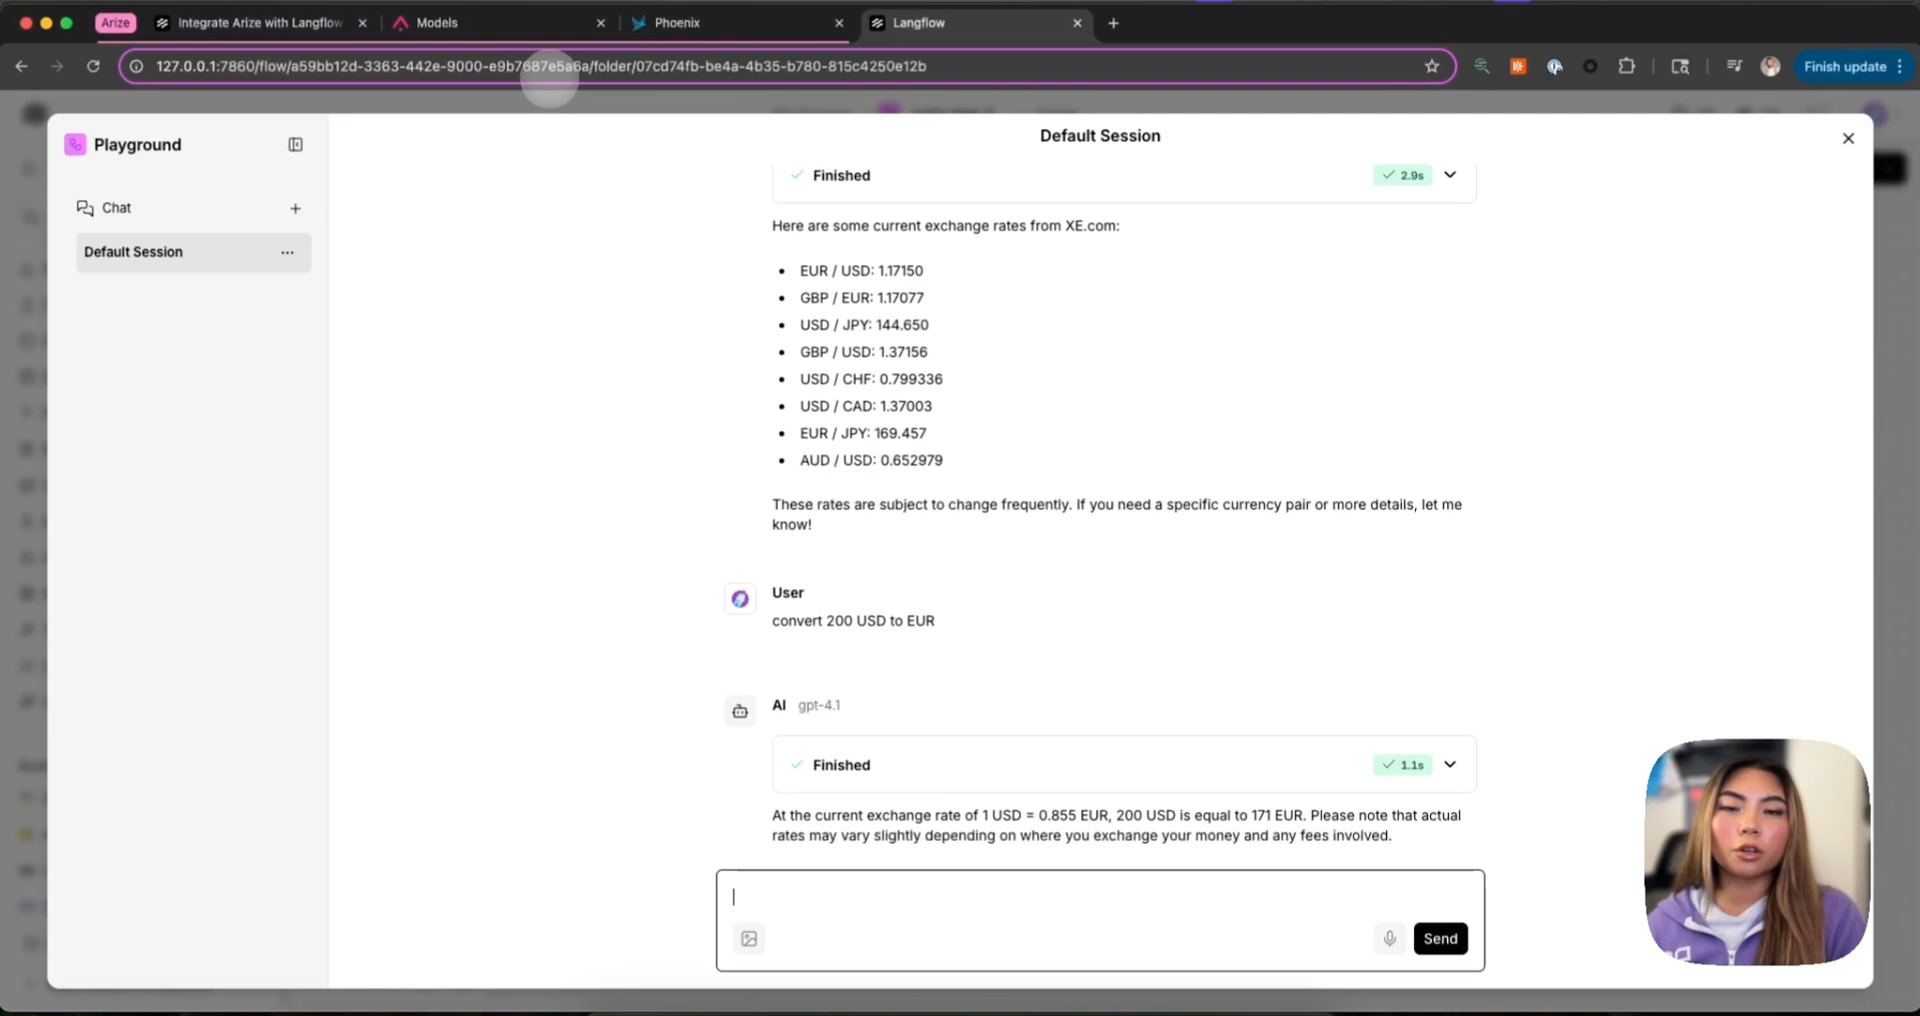 Arize
Integrate Arize with Langflow
Models
Phoenix
Langflow
127.0.0.1:7860/flow/a59bb12d-3363-442e-9000-e9b7687e5a6a/folder/07cd74fb-be4a-4b35-b780-815c4250e12b
Finish update
Playground
Default Session
Chat
Default Session
Finished
2.9s
Here are some current exchange rates from XE.com:
• EUR / USD: 1.17150
• GBP / EUR: 1.17077
• USD / JPY: 144.650
• GBP / USD: 1.37156
• USD / CHF: 0.799336
• USD / CAD: 1.37003
• EUR / JPY: 169.457
• AUD / USD: 0.652979
These rates are subject to change frequently. If you need a specific currency pair or more details, let me
know!
User
convert 200 USD to EUR
AI gpt-4.1
Finished
1.1s
At the current exchange rate of 1 USD = 0.855 EUR, 200 USD is equal to 171 EUR. Please note that actual
rates may vary slightly depending on where you exchange your money and any fees involved.
Send